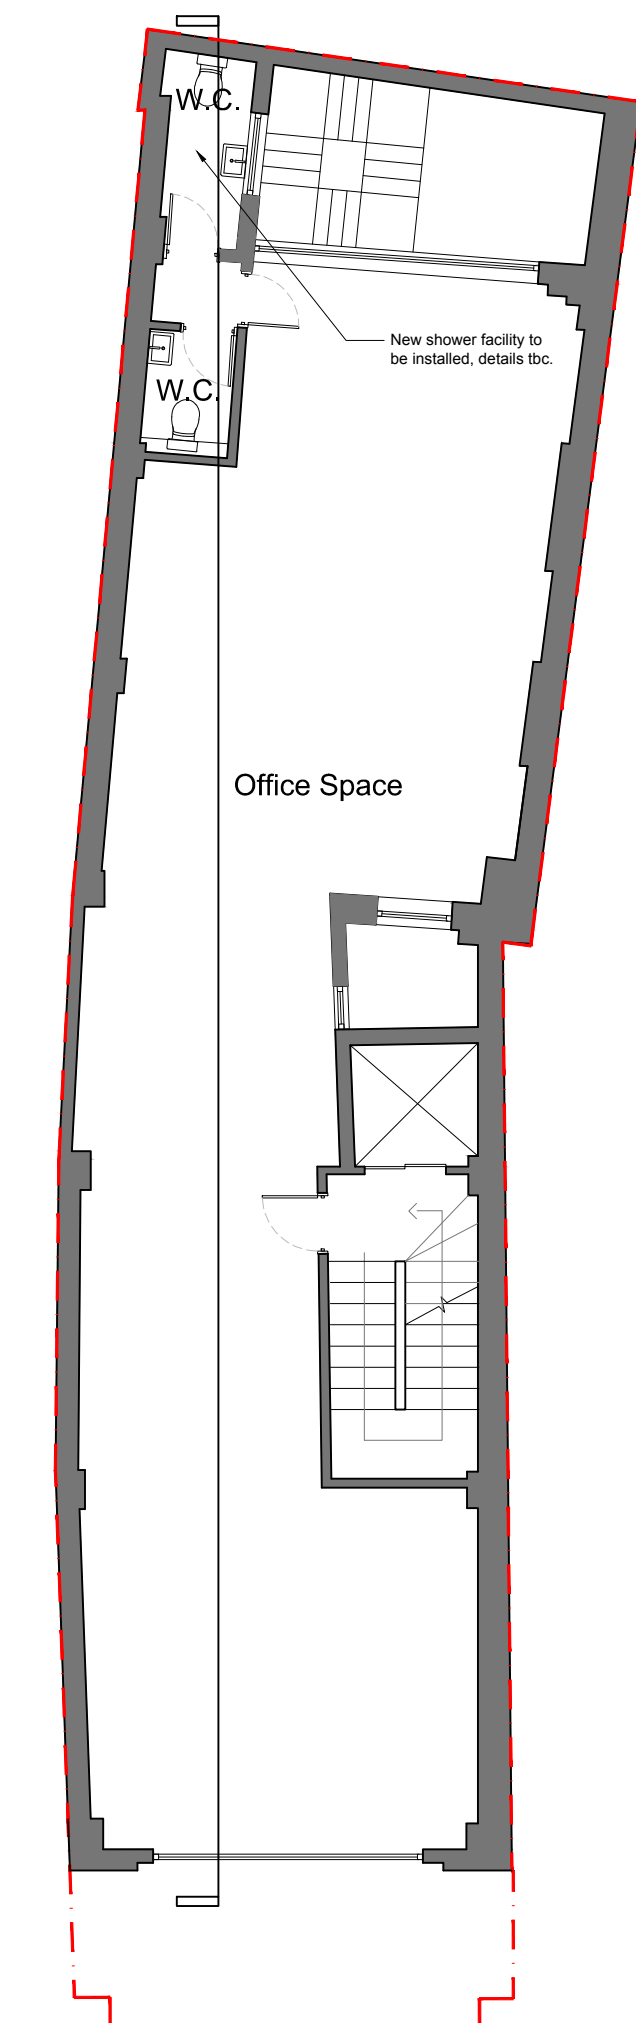 W.C.
New shower facility to
be installed, details tbc.
W.C.
Office Space